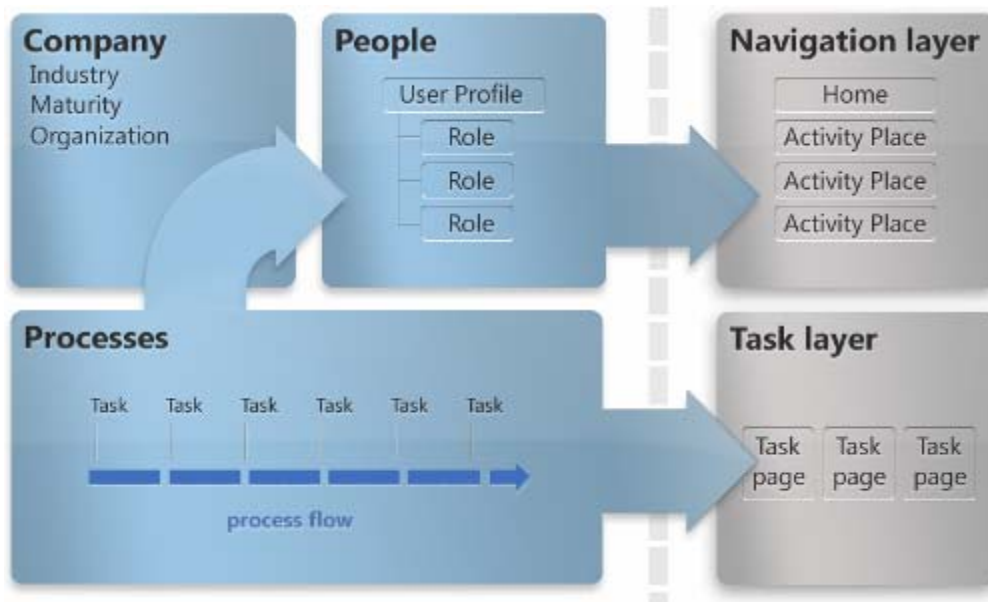 Company
Industry
Maturity
Organization
People
User Profile
Role
Role
Role
Navigation layer
Home
Activity Place
Activity Place
Activity Place
Processes
Task Task Task Task Task Task
process flow
Task layer
Task Task Task
page page page